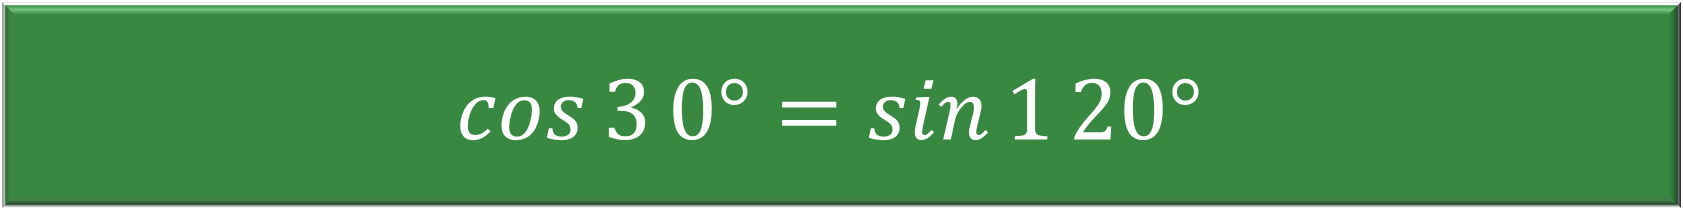 cos 3 0° = sin 1 20°